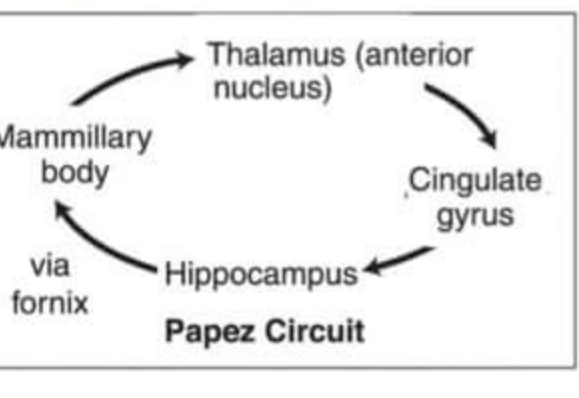 Thalamus (anterior
nucleus)
Mammillary
body
Cingulate
gyrus
via
fornix
Hippocampus
Papez Circuit